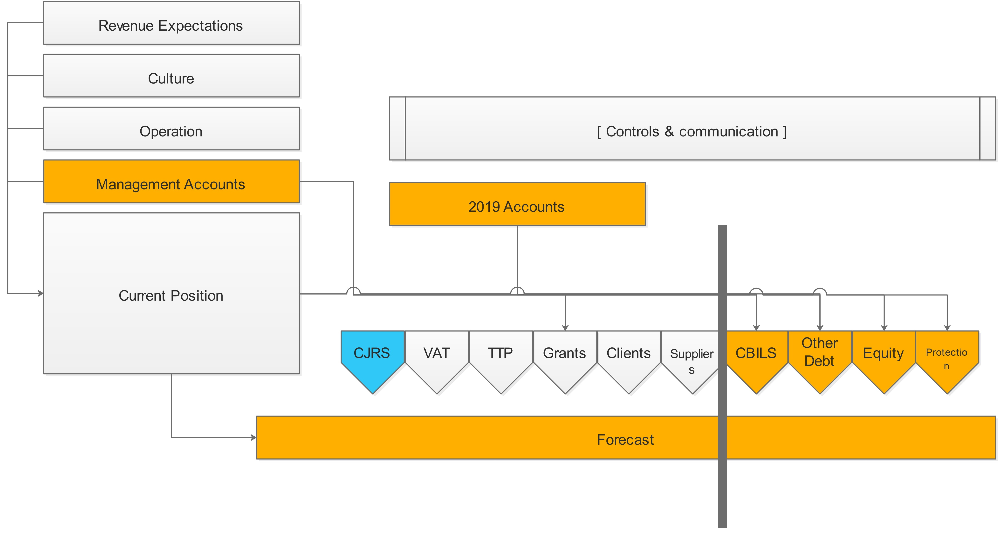 Revenue Expectations
Culture
Operation
[ Controls & communication ]
Management Accounts
2019 Accounts
Current Position
CJRS
VAT
TTP
Grants
Clients
Supplier
s
CBILS
Other
Debt
Equity
Protectio
n
Forecast